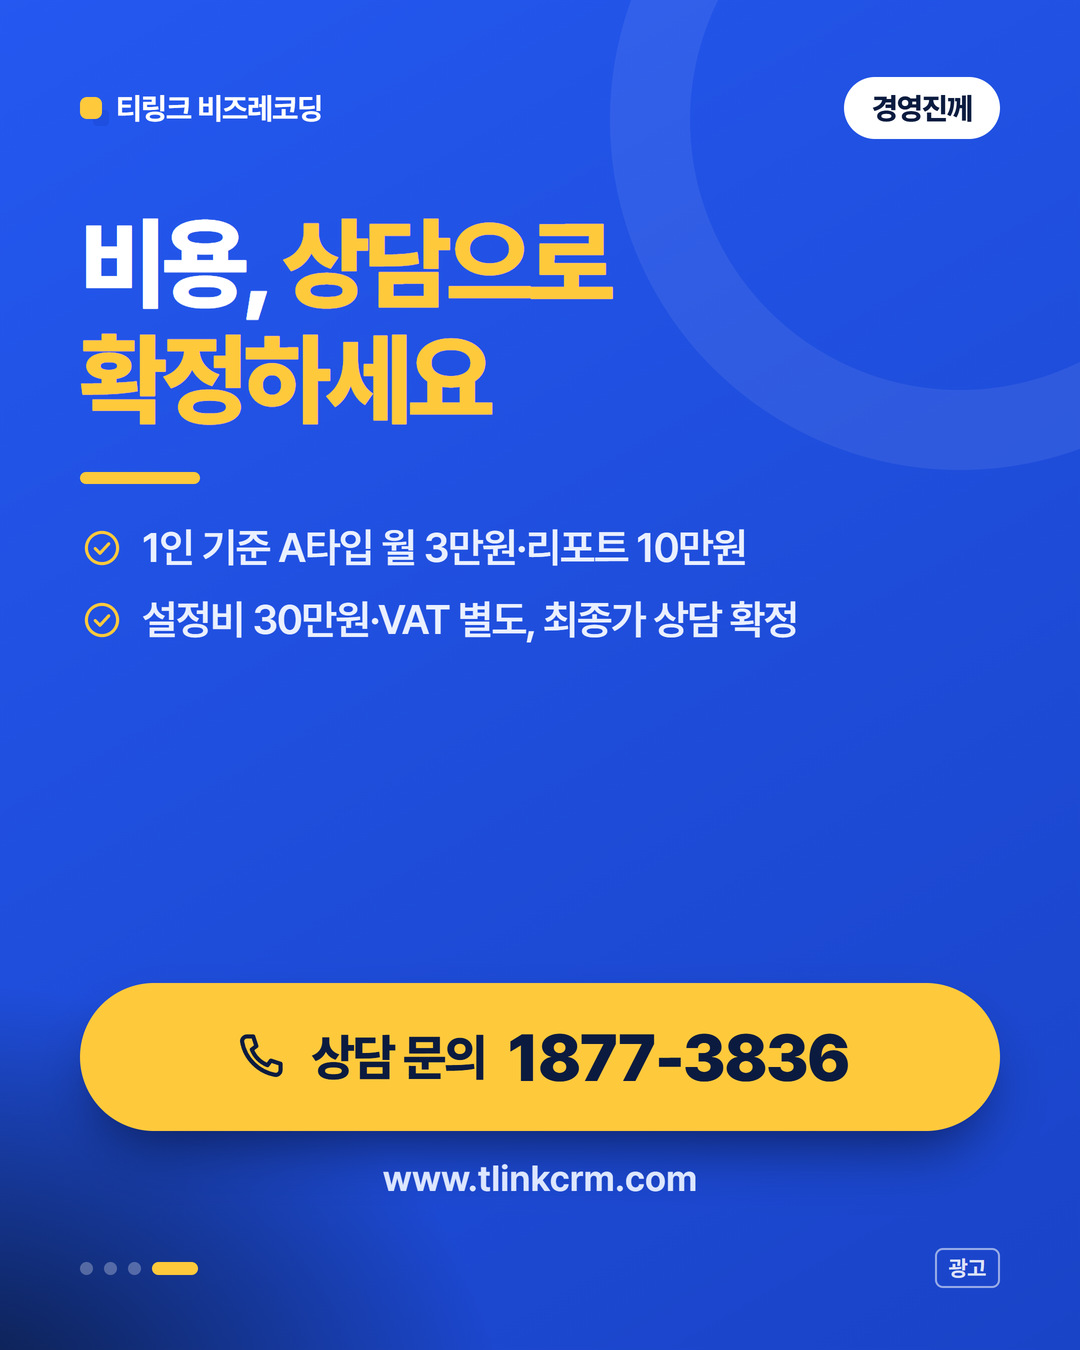 티링크 비즈레코딩
경영진께
비용, 상담으로
확정하세요
1인 기준 A타입 월 3만원·리포트 10만원
설정비 30만원·VAT 별도, 최종가 상담 확정
상담 문의 1877-3836
www.tlinkcrm.com
광고